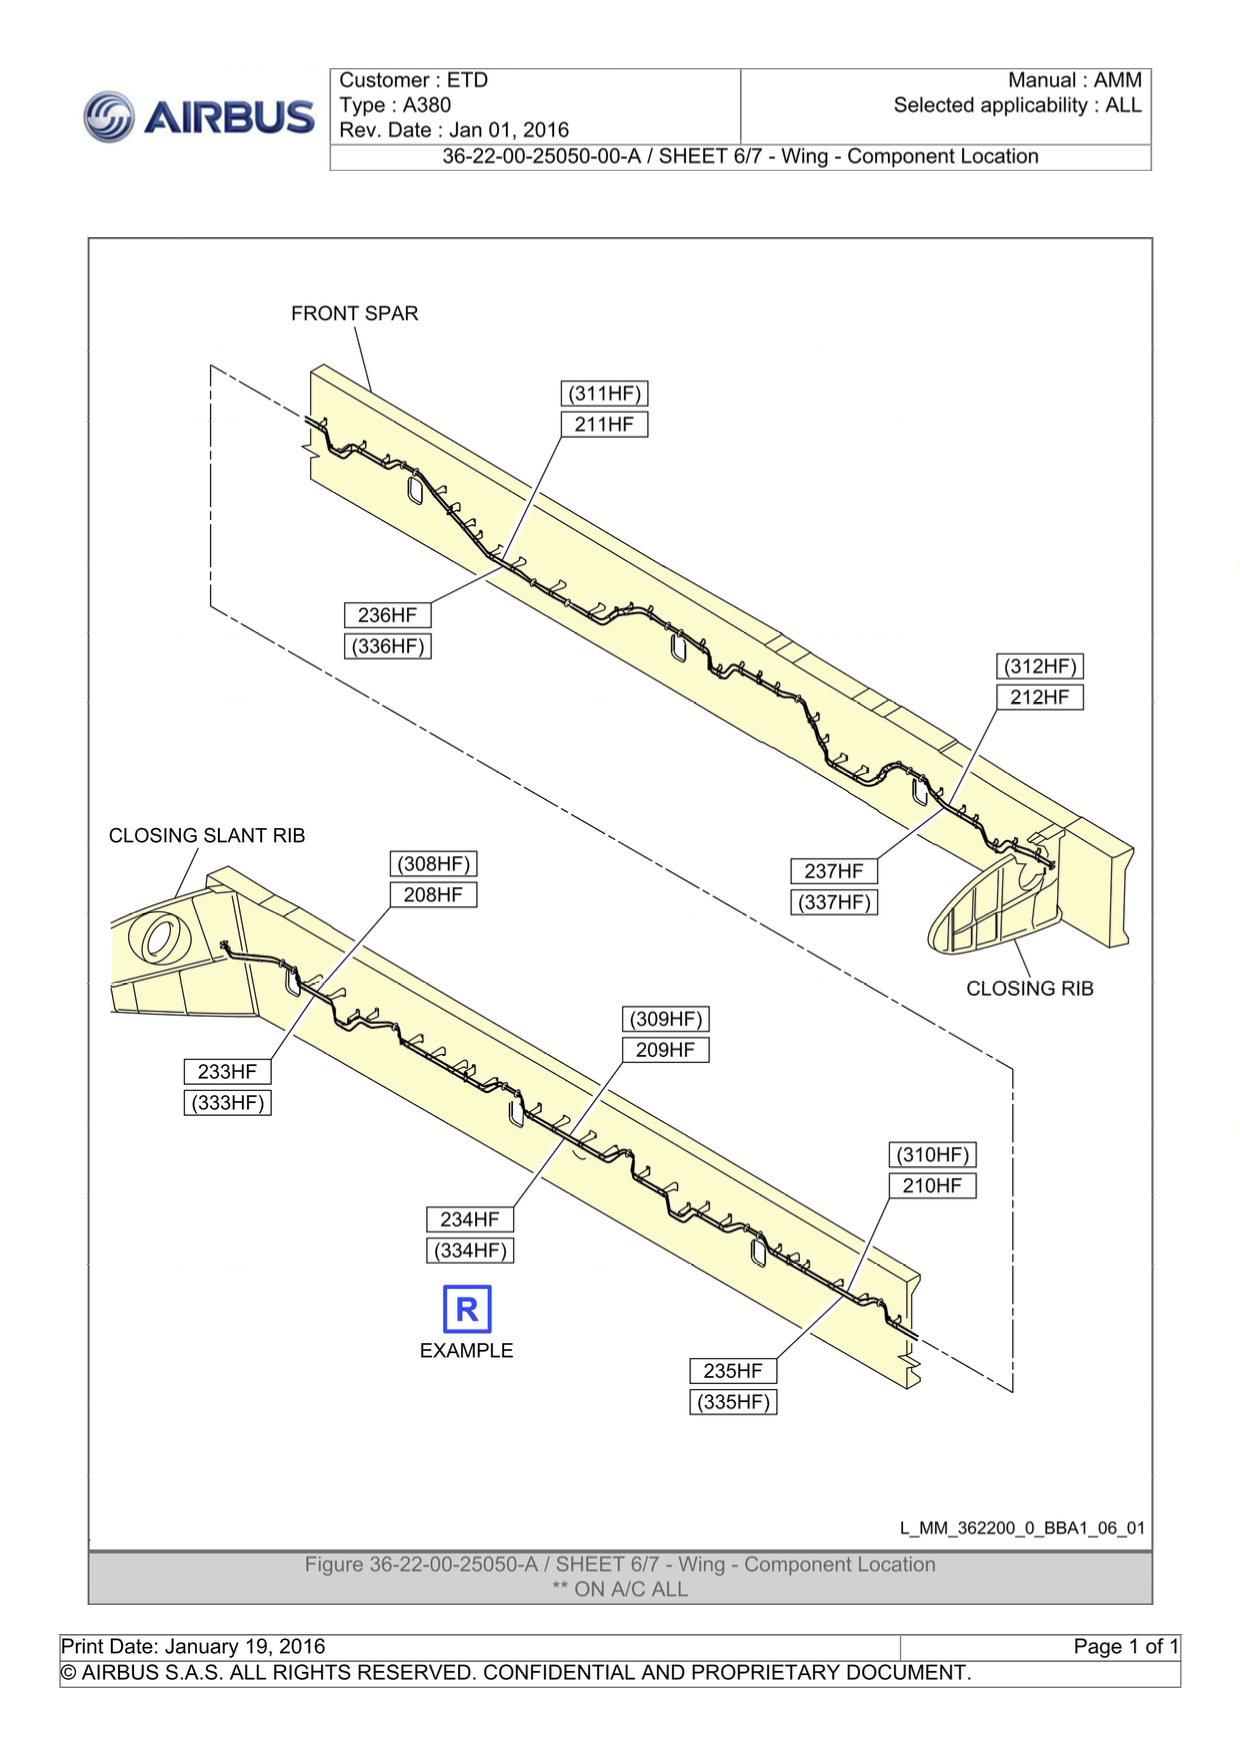 AIRBUS
Customer : ETD
Type : A380
Rev. Date : Jan 01, 2016
Manual : AMM
Selected applicability : ALL
36-22-00-25050-00-A / SHEET 6/7 - Wing - Component Location
FRONT SPAR
(311HF)
211HF
236HF
(336HF)
(312HF)
212HF
237HF
(337HF)
CLOSING RIB
CLOSING SLANT RIB
(308HF)
208HF
233HF
(333HF)
(309HF)
209HF
234HF
(334HF)
(310HF)
210HF
235HF
(335HF)
R
EXAMPLE
L_MM_362200_0_BBA1_06_01
Figure 36-22-00-25050-A / SHEET 6/7 - Wing - Component Location
** ON A/C ALL
Print Date: January 19, 2016
Page 1 of 1
© AIRBUS S.A.S. ALL RIGHTS RESERVED. CONFIDENTIAL AND PROPRIETARY DOCUMENT.